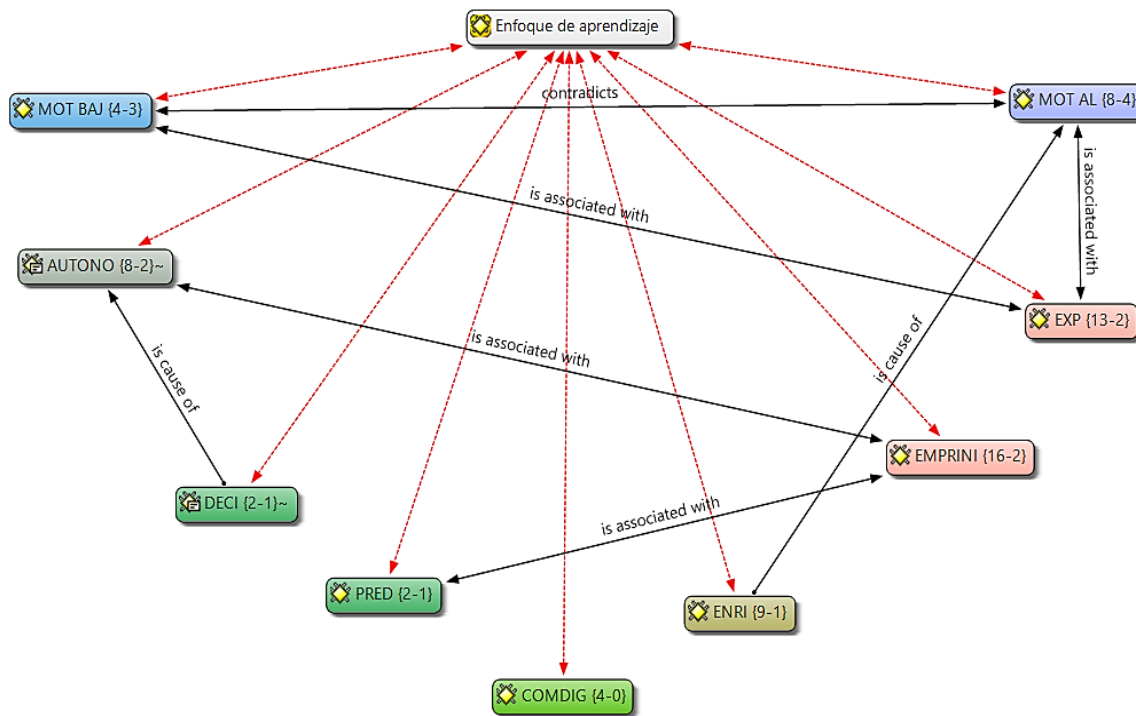 Enfoque de aprendizaje
MOT BAJ {4-3}
contradicts
MOT AL {8-4}
is associated with
is associated with
AUTONO {8-2}~
EXP {13-2}
is associated with
is cause of
is cause of
EMPRINI {16-2}
DECI {2-1}~
is associated with
PRED {2-1}
ENRI {9-1}
COMDIG {4-0}